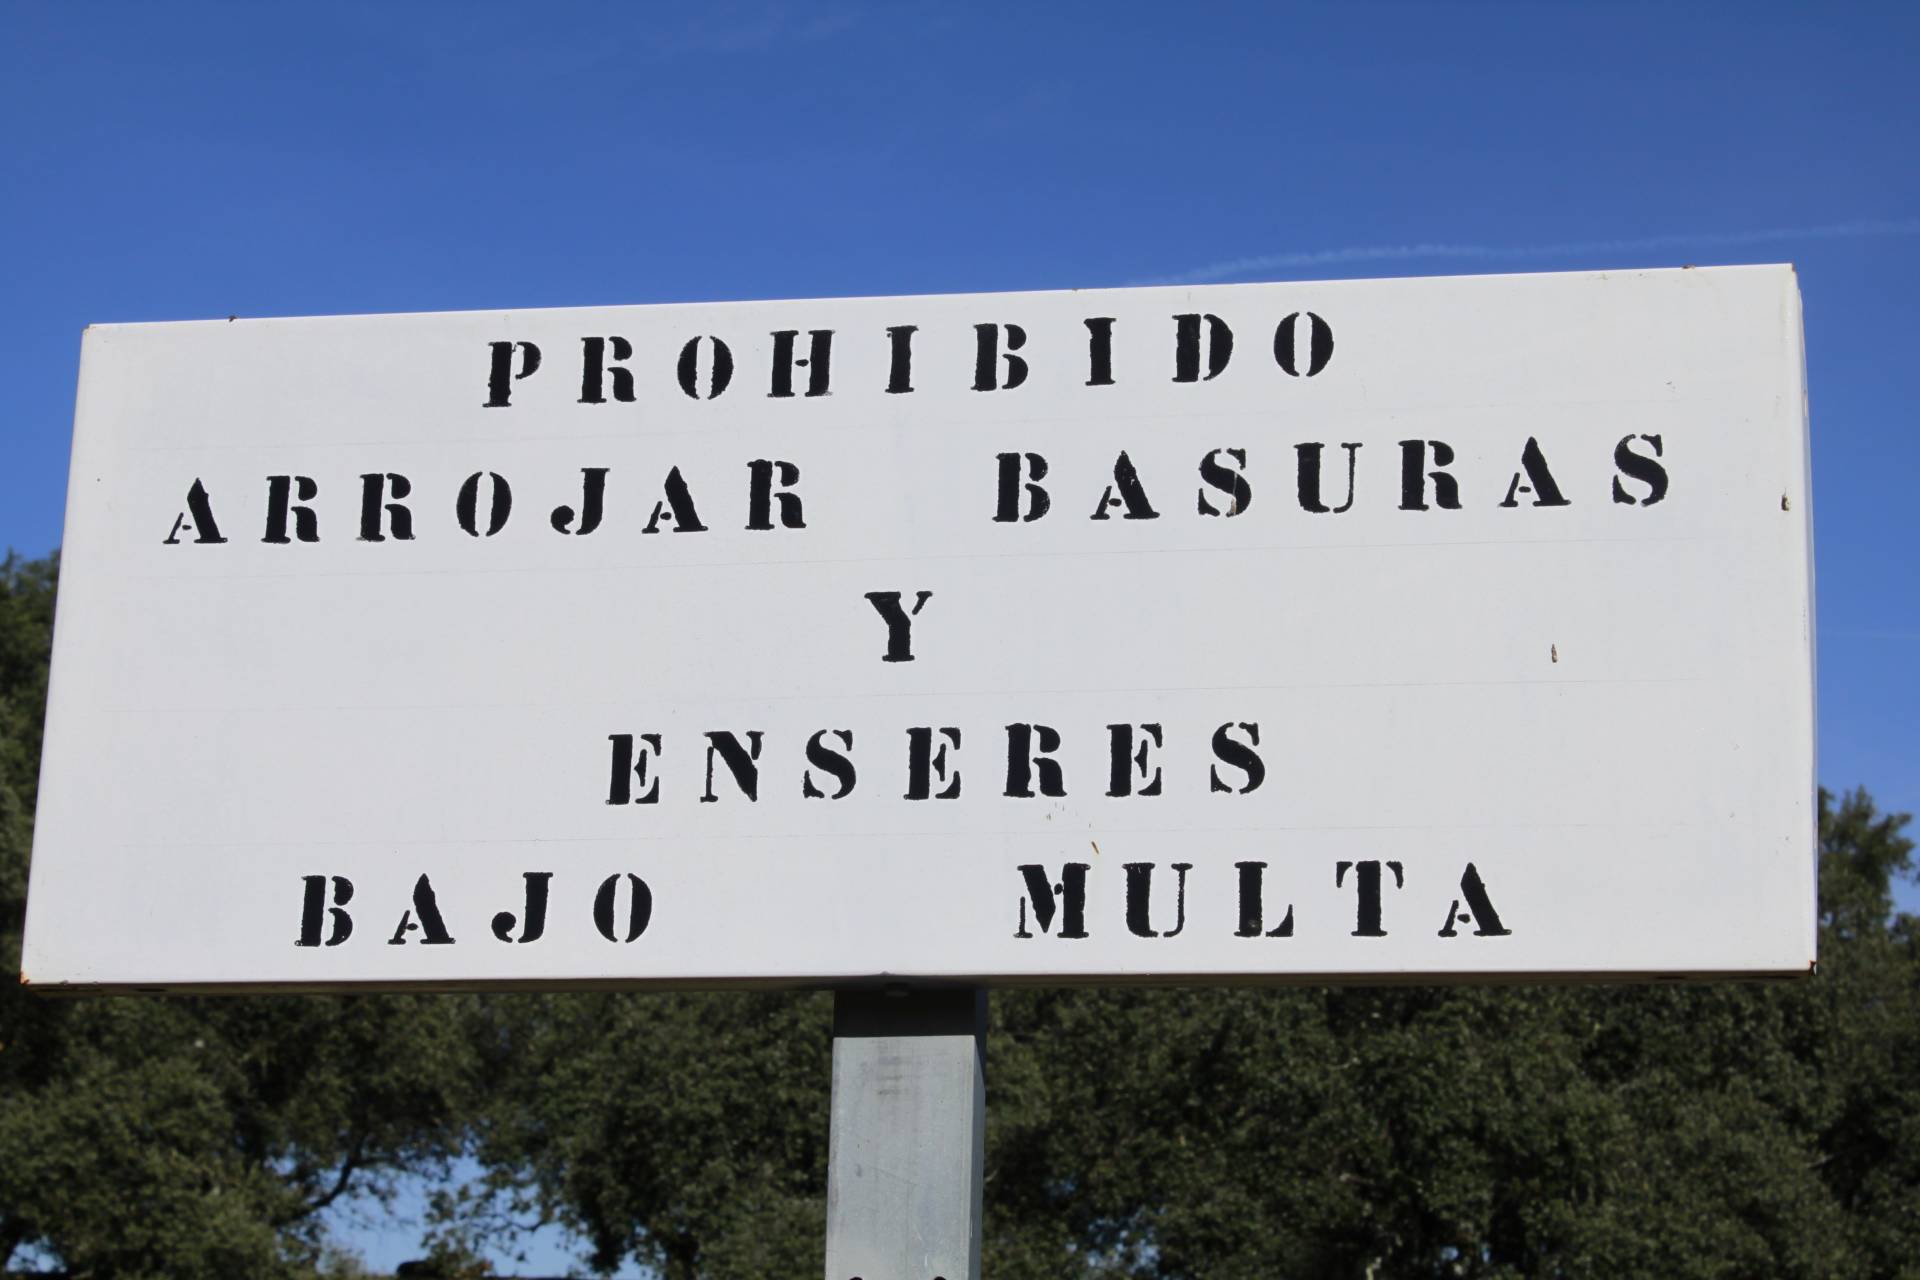 PROHIBIDO
ARROJAR BASURAS
Y
ENSERES
BAJO MULTA